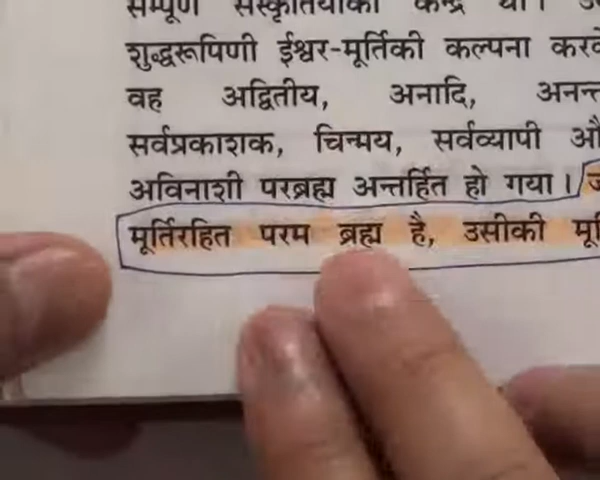 सम्पूर्ण संस्कृतियोंका केन्द्र था।
शुद्धरूपिणी ईश्वर-मूर्तिकी कल्पना
वह अद्वितीय, अनादि,
सर्वप्रकाशक, चिन्मय, सर्वव्यापी
अविनाशी परब्रह्म अन्तर्हित हो गया।
मूर्तिरहित परम ब्रह्म है, उसीकी